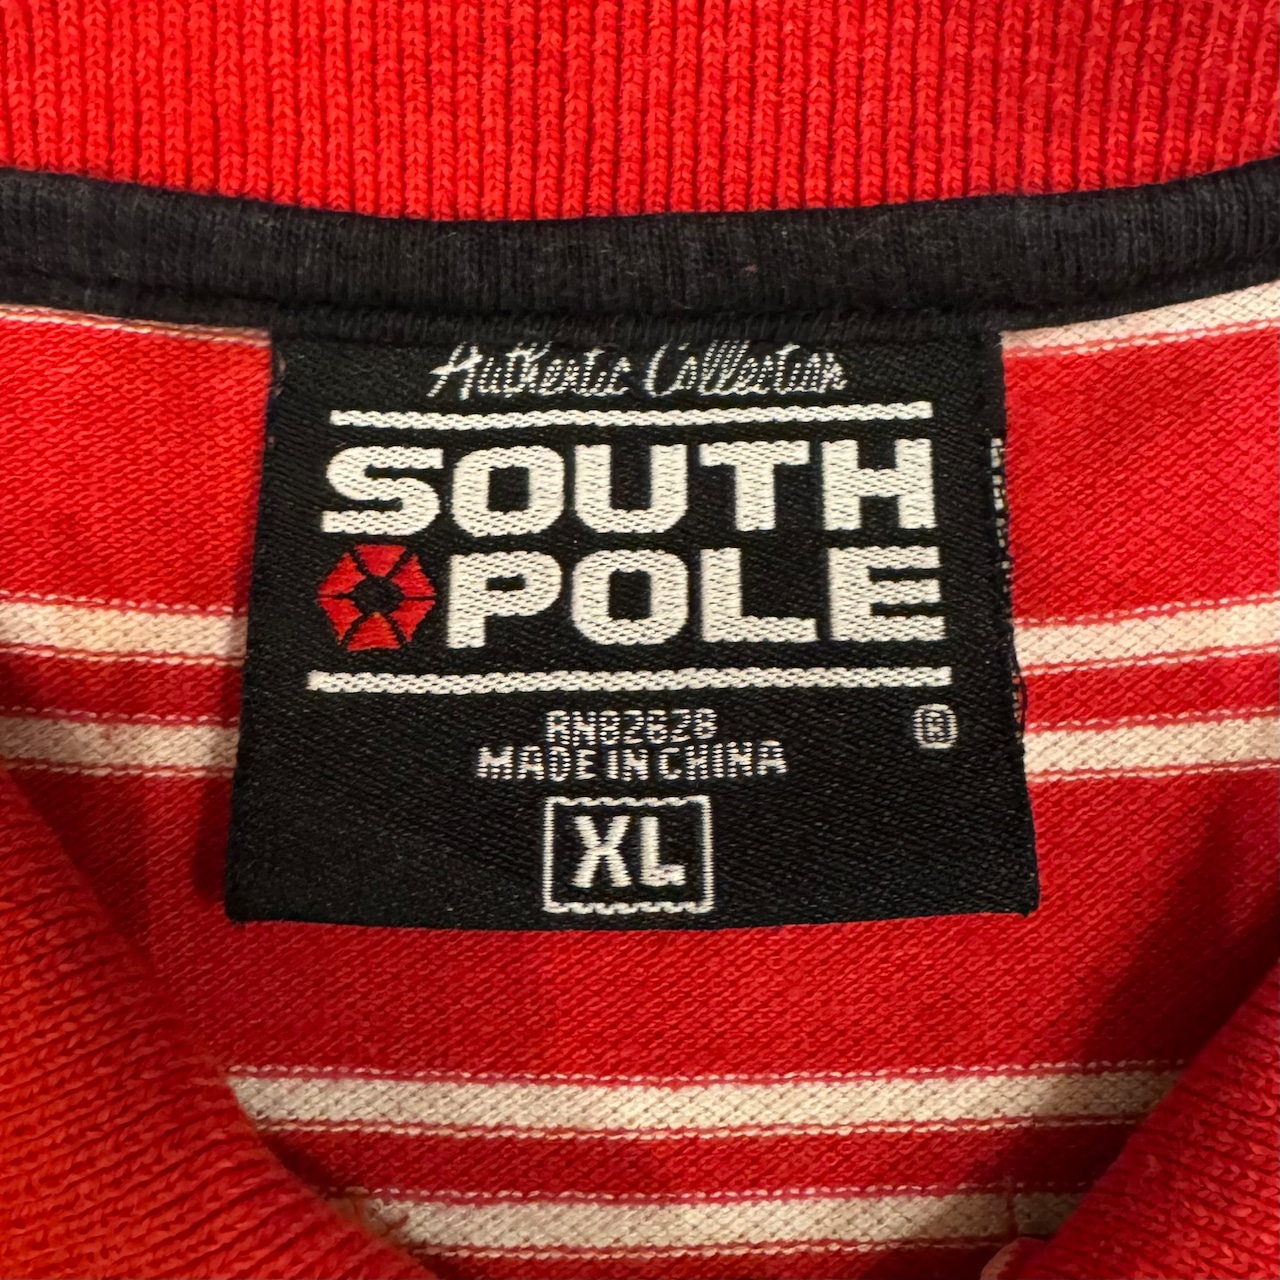 Authentic Collection
SOUTH
POLE
RN82628
®
MADE IN CHINA
XL